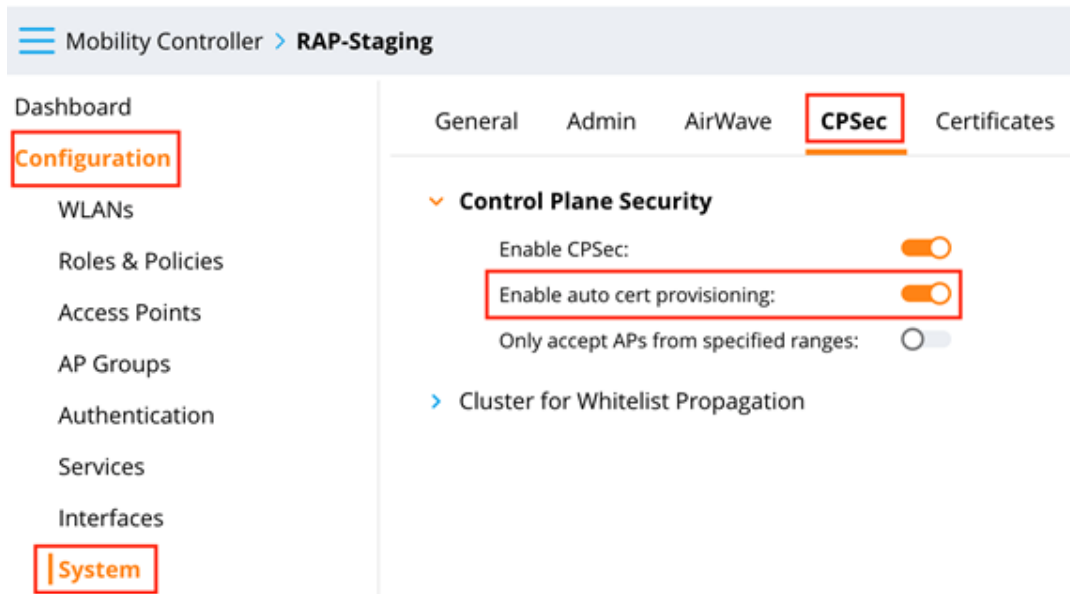 Mobility Controller > RAP-Staging
Dashboard
Configuration
WLANs
Roles & Policies
Access Points
AP Groups
Authentication
Services
Interfaces
System
General Admin AirWave CPSec Certificates
Control Plane Security
Enable CPSec:
Enable auto cert provisioning:
Only accept APs from specified ranges:
Cluster for Whitelist Propagation